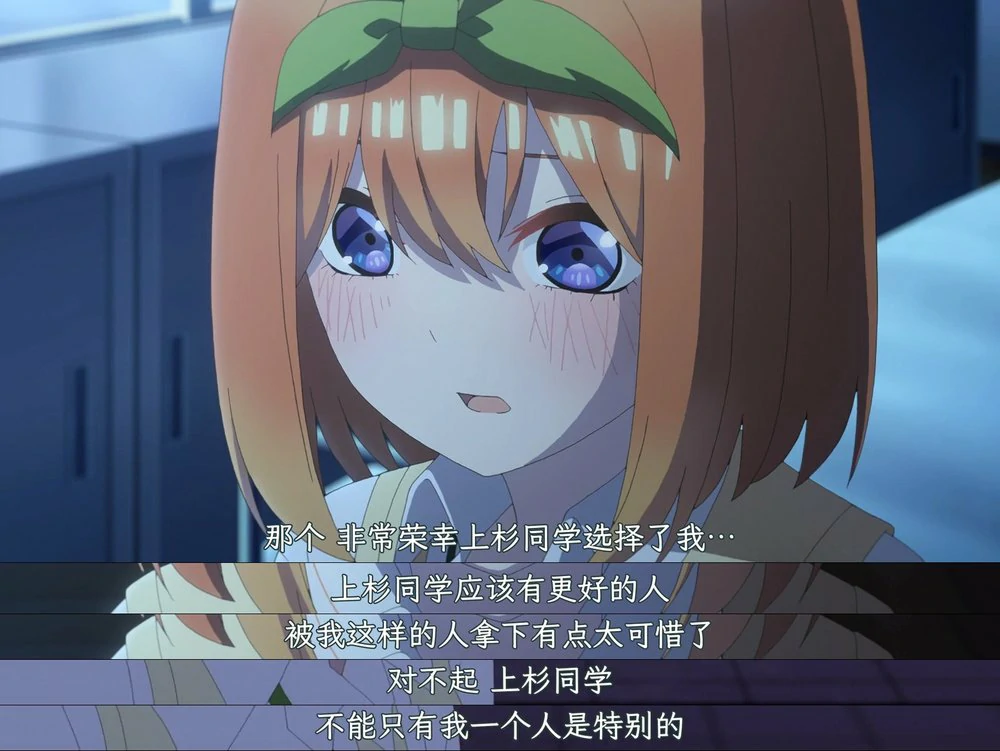 那个 非常荣幸上杉同学选择了我…
上杉同学应该有更好的人
被我这样的人拿下有点太可惜了
对不起 上杉同学
不能只有我一个人是特别的